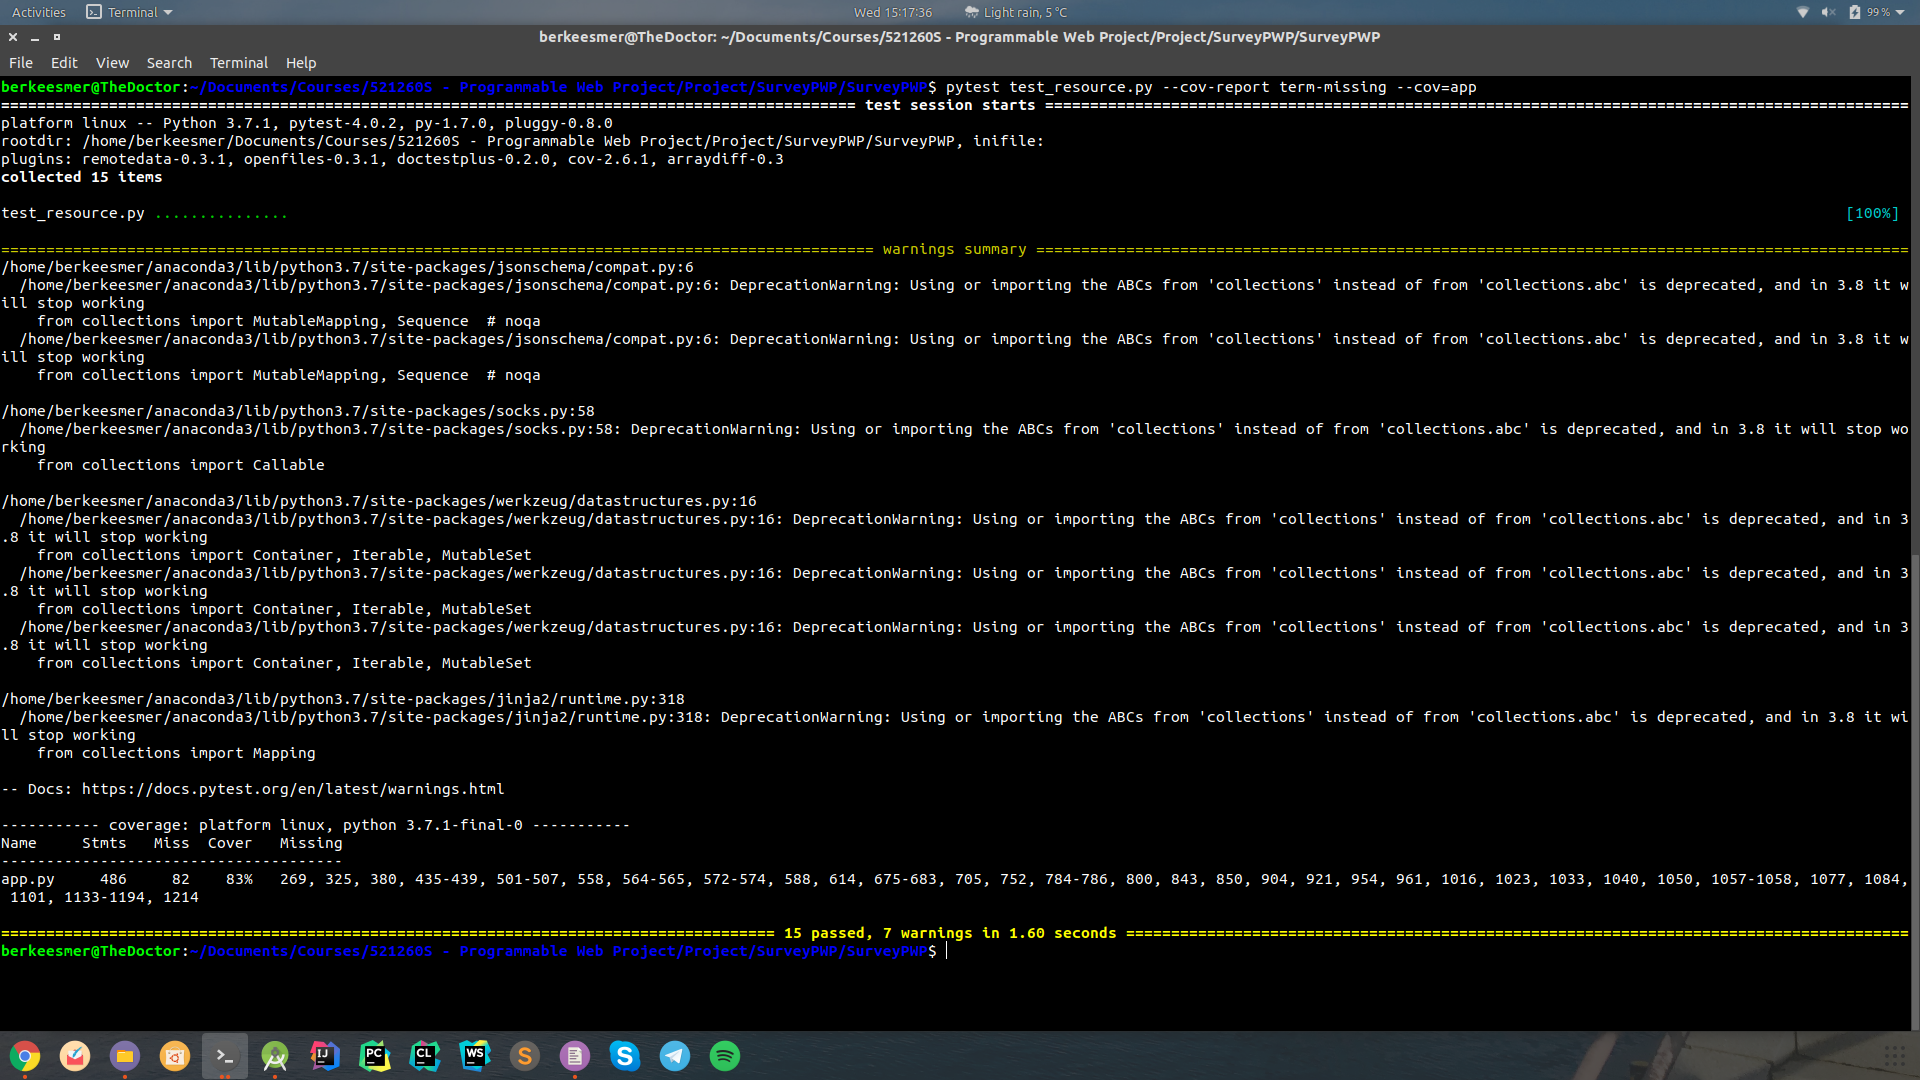 Activities Terminal Wed 15:17:36 Light rain, 5 °C 99 %
berkeesmer@TheDoctor: ~/Documents/Courses/521260S - Programmable Web Project/Project/SurveyPWP/SurveyPWP
File Edit View Search Terminal Help
berkeesmer@TheDoctor:~/Documents/Courses/521260S - Programmable Web Project/Project/SurveyPWP/SurveyPWP$ pytest test_resource.py --cov-report term-missing --cov=app
=============================================================================================== test session starts ================================================================================================
platform linux -- Python 3.7.1, pytest-4.0.2, py-1.7.0, pluggy-0.8.0
rootdir: /home/berkeesmer/Documents/Courses/521260S - Programmable Web Project/Project/SurveyPWP/SurveyPWP, inifile:
plugins: remotedata-0.3.1, openfiles-0.3.1, doctestplus-0.2.0, cov-2.6.1, arraydiff-0.3
collected 15 items
test_resource.py ............... [100%]
================================================================================================= warnings summary =================================================================================================
/home/berkeesmer/anaconda3/lib/python3.7/site-packages/jsonschema/compat.py:6
/home/berkeesmer/anaconda3/lib/python3.7/site-packages/jsonschema/compat.py:6: DeprecationWarning: Using or importing the ABCs from 'collections' instead of from 'collections.abc' is deprecated, and in 3.8 it w
ill stop working
from collections import MutableMapping, Sequence  # noqa
/home/berkeesmer/anaconda3/lib/python3.7/site-packages/jsonschema/compat.py:6: DeprecationWarning: Using or importing the ABCs from 'collections' instead of from 'collections.abc' is deprecated, and in 3.8 it w
ill stop working
from collections import MutableMapping, Sequence  # noqa
/home/berkeesmer/anaconda3/lib/python3.7/site-packages/socks.py:58
/home/berkeesmer/anaconda3/lib/python3.7/site-packages/socks.py:58: DeprecationWarning: Using or importing the ABCs from 'collections' instead of from 'collections.abc' is deprecated, and in 3.8 it will stop wo
rking
from collections import Callable
/home/berkeesmer/anaconda3/lib/python3.7/site-packages/werkzeug/datastructures.py:16
/home/berkeesmer/anaconda3/lib/python3.7/site-packages/werkzeug/datastructures.py:16: DeprecationWarning: Using or importing the ABCs from 'collections' instead of from 'collections.abc' is deprecated, and in 3
.8 it will stop working
from collections import Container, Iterable, MutableSet
/home/berkeesmer/anaconda3/lib/python3.7/site-packages/werkzeug/datastructures.py:16: DeprecationWarning: Using or importing the ABCs from 'collections' instead of from 'collections.abc' is deprecated, and in 3
.8 it will stop working
from collections import Container, Iterable, MutableSet
/home/berkeesmer/anaconda3/lib/python3.7/site-packages/werkzeug/datastructures.py:16: DeprecationWarning: Using or importing the ABCs from 'collections' instead of from 'collections.abc' is deprecated, and in 3
.8 it will stop working
from collections import Container, Iterable, MutableSet
/home/berkeesmer/anaconda3/lib/python3.7/site-packages/jinja2/runtime.py:318
/home/berkeesmer/anaconda3/lib/python3.7/site-packages/jinja2/runtime.py:318: DeprecationWarning: Using or importing the ABCs from 'collections' instead of from 'collections.abc' is deprecated, and in 3.8 it wi
ll stop working
from collections import Mapping
-- Docs: https://docs.pytest.org/en/latest/warnings.html
----------- coverage: platform linux, python 3.7.1-final-0 -----------
Name Stmts Miss Cover Missing
--------------------------------------
app.py 486 82 83% 269, 325, 380, 435-439, 501-507, 558, 564-565, 572-574, 588, 614, 675-683, 705, 752, 784-786, 800, 843, 850, 904, 921, 954, 961, 1016, 1023, 1033, 1040, 1050, 1057-1058, 1077, 1084,
1101, 1133-1194, 1214
====================================================================================== 15 passed, 7 warnings in 1.60 seconds =======================================================================================
berkeesmer@TheDoctor:~/Documents/Courses/521260S - Programmable Web Project/Project/SurveyPWP/SurveyPWP$
IJ PC CL WS S S